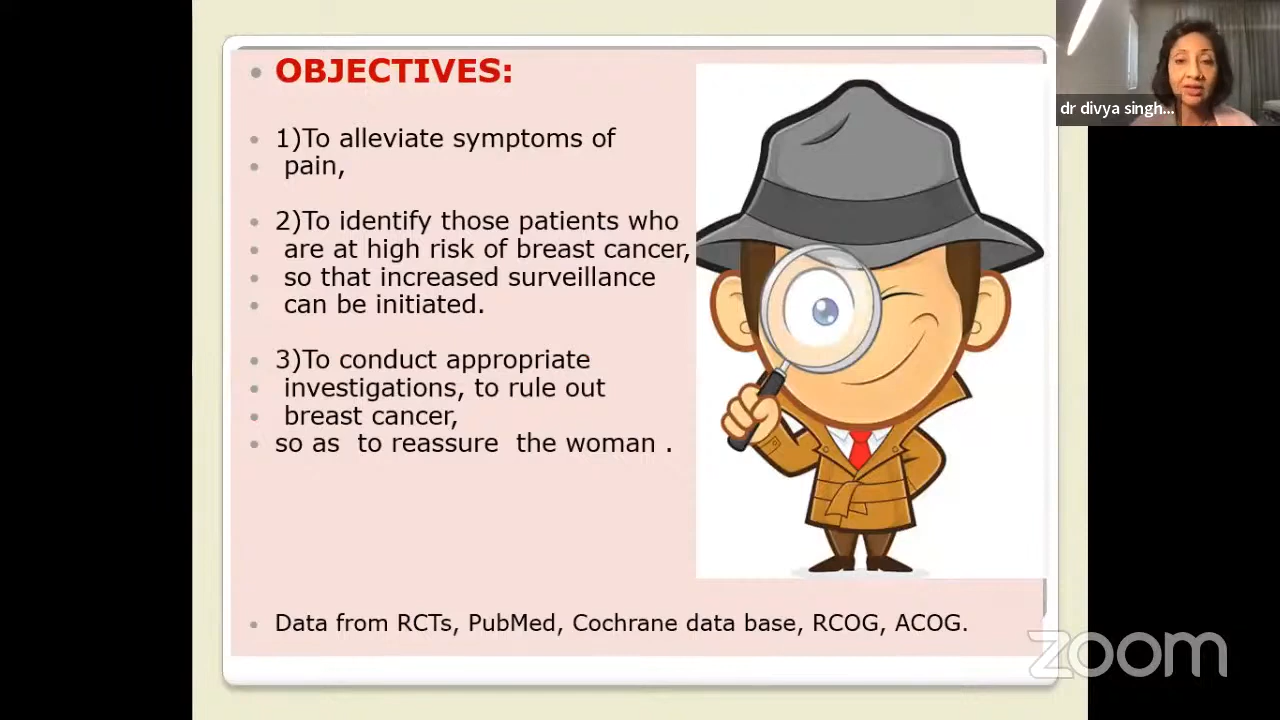 OBJECTIVES:
1)To alleviate symptoms of
pain,
2)To identify those patients who
are at high risk of breast cancer,
so that increased surveillance
can be initiated.
3)To conduct appropriate
investigations, to rule out
breast cancer,
so as  to reassure  the woman .
Data from RCTs, PubMed, Cochrane data base, RCOG, ACOG.
dr divya singh...
zoom